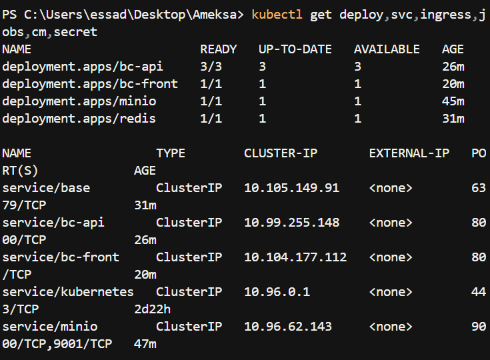 PS C:\Users\essad\Desktop\Ameksa> kubectl get deploy,svc,ingress,j
obs,cm,secret
NAME READY UP-TO-DATE AVAILABLE AGE
deployment.apps/bc-api 3/3 3 3 26m
deployment.apps/bc-front 1/1 1 1 20m
deployment.apps/minio 1/1 1 1 45m
deployment.apps/redis 1/1 1 1 31m
NAME TYPE CLUSTER-IP EXTERNAL-IP PO
RT(S) AGE
service/base ClusterIP 10.105.149.91 <none> 63
79/TCP 31m
service/bc-api ClusterIP 10.99.255.148 <none> 80
00/TCP 26m
service/bc-front ClusterIP 10.104.177.112 <none> 80
/TCP 20m
service/kubernetes ClusterIP 10.96.0.1 <none> 44
3/TCP 2d22h
service/minio ClusterIP 10.96.62.143 <none> 90
00/TCP,9001/TCP 47m